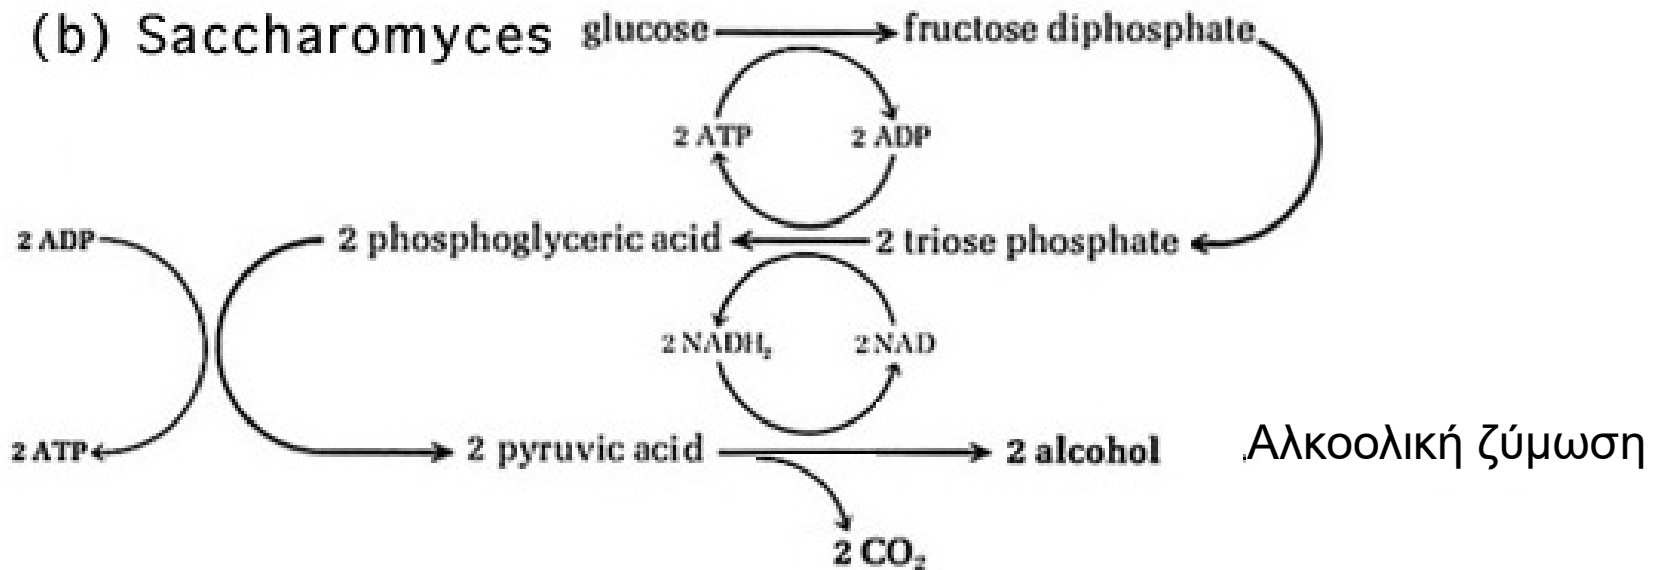 (b) Saccharomyces glucose fructose diphosphate
2 ATP 2 ADP
2 ADP 2 phosphoglyceric acid 2 triose phosphate
2 NADH₂ 2 NAD
2 ATP 2 pyruvic acid 2 alcohol Αλκοολική ζύμωση
2 CO₂